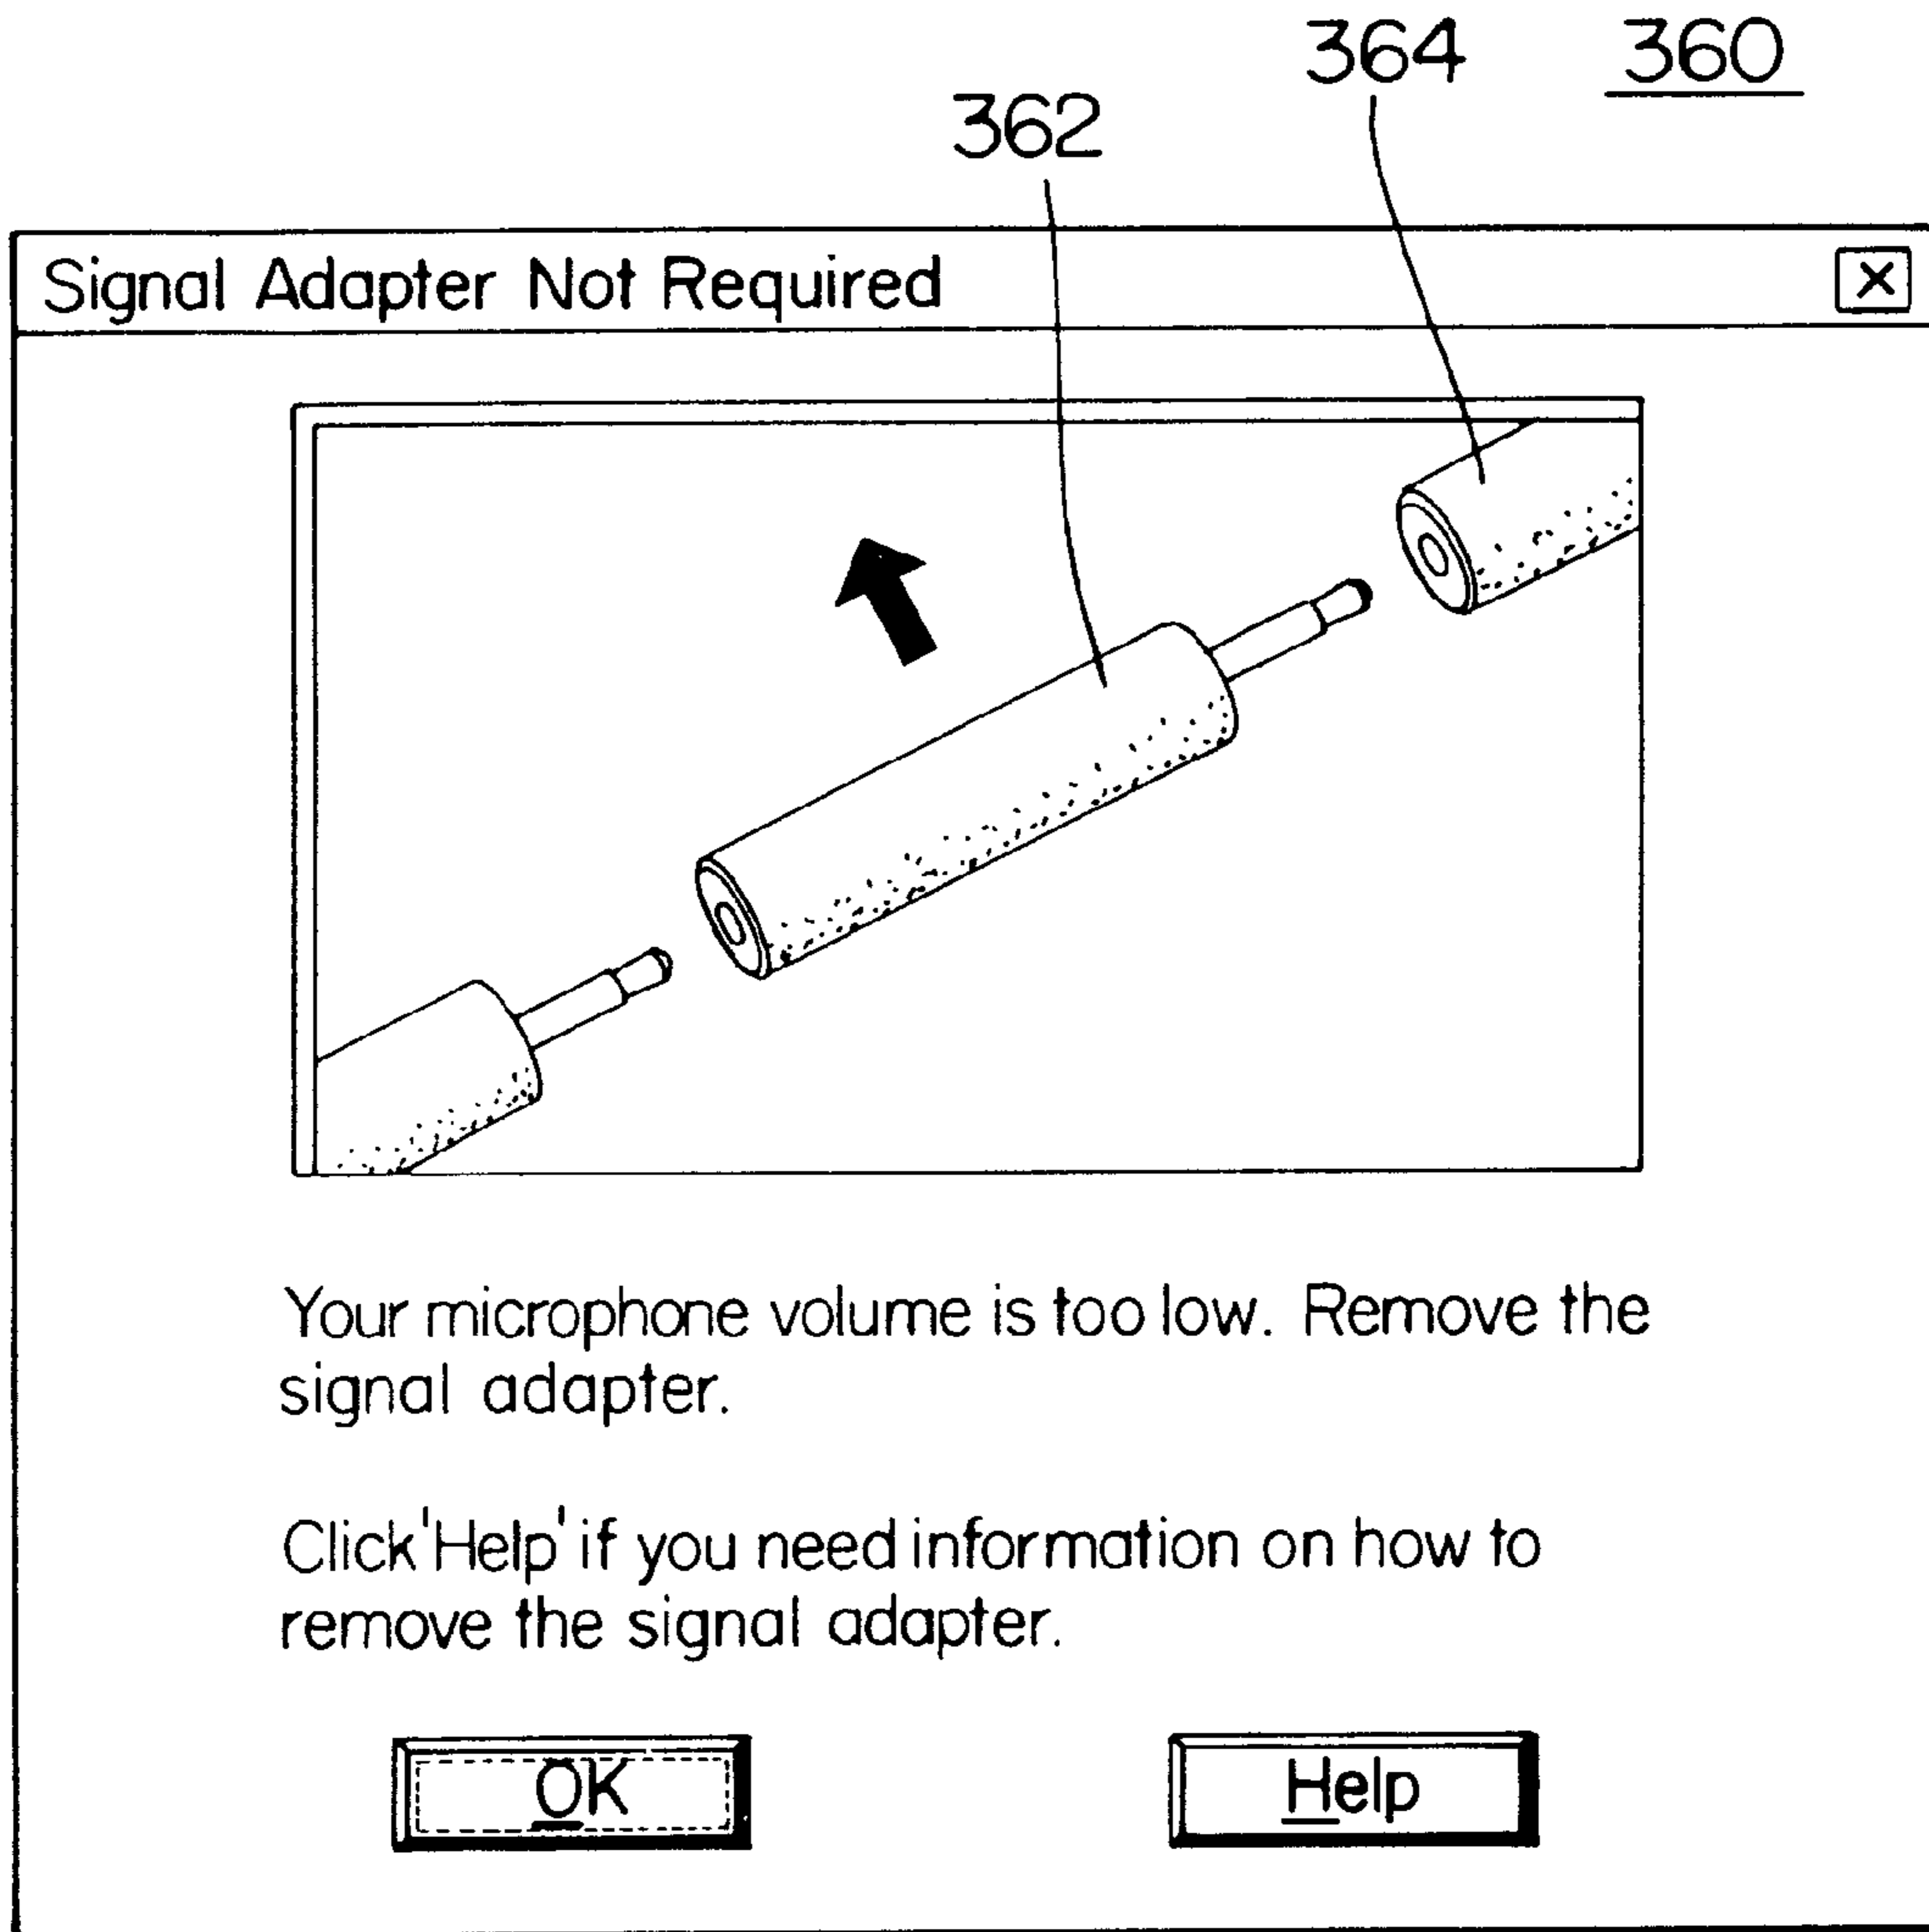 364 360
362
Signal Adapter Not Required X
Your microphone volume is too low. Remove the
signal adapter.
Click 'Help' if you need information on how to
remove the signal adapter.
OK Help